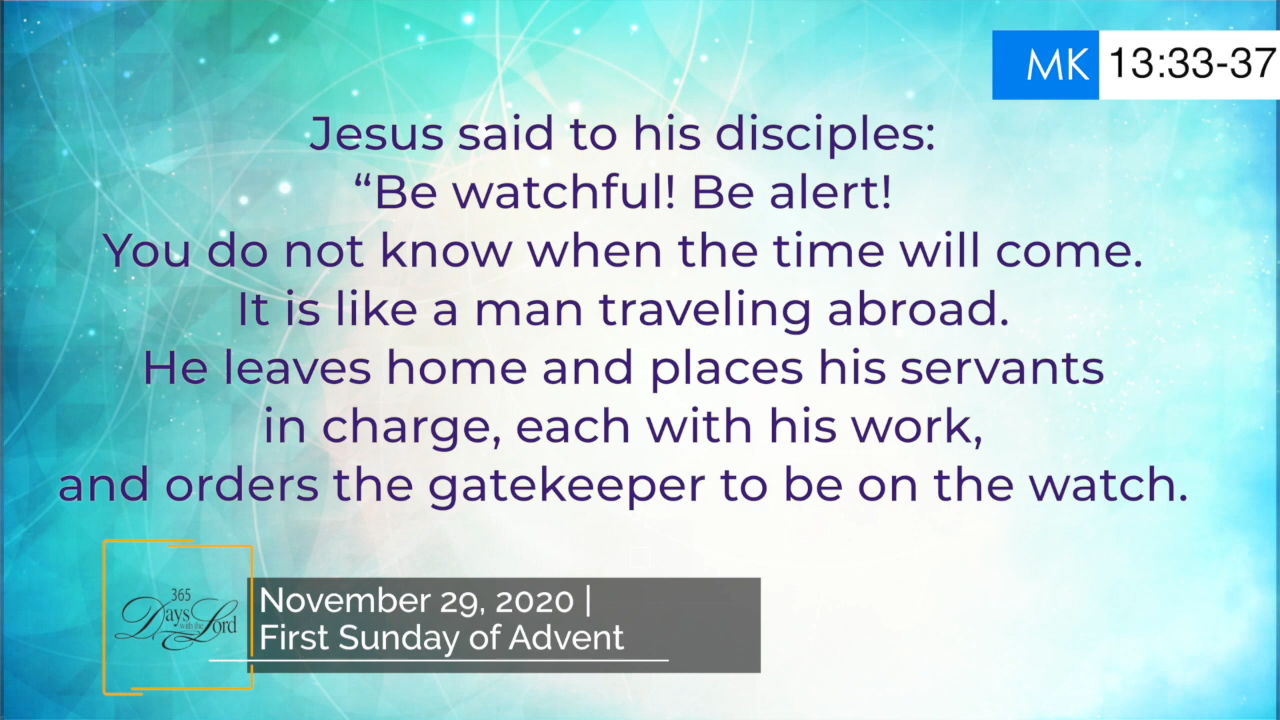 MK 13:33-37
Jesus said to his disciples:
“Be watchful! Be alert!
You do not know when the time will come.
It is like a man traveling abroad.
He leaves home and places his servants
in charge, each with his work,
and orders the gatekeeper to be on the watch.
365
Days with the Lord
November 29, 2020 |
First Sunday of Advent